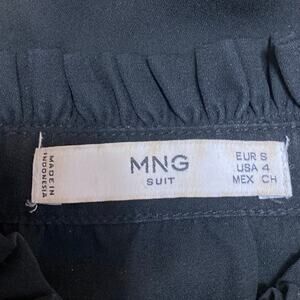 MADE IN
INDONESIA
MNG
SUIT
EUR S
USA 4
MEX CH